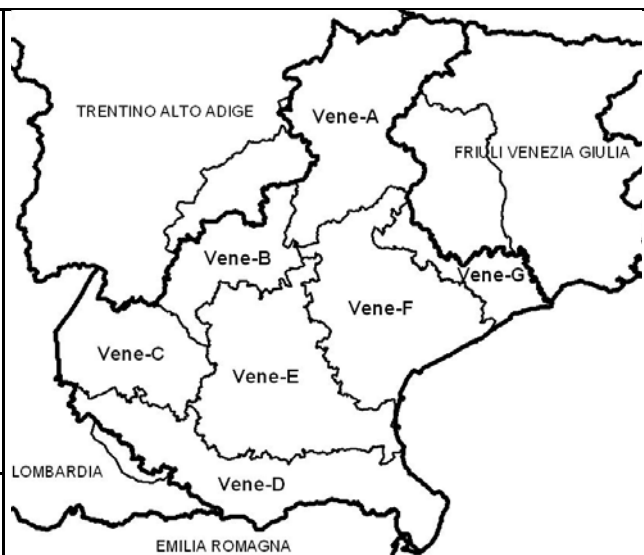 TRENTINO ALTO ADIGE
Vene-A
FRIULI VENEZIA GIULIA
Vene-B
Vene-G
Vene-F
Vene-C
Vene-E
LOMBARDIA
Vene-D
EMILIA ROMAGNA